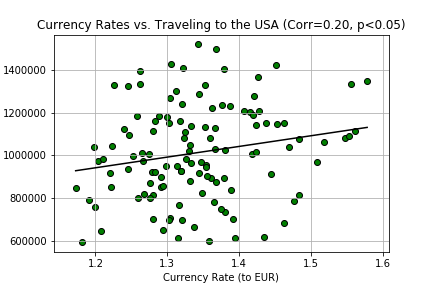 Currency Rates vs. Traveling to the USA (Corr=0.20, p<0.05)
1400000
1200000
1000000
800000
600000
1.2 1.3 1.4 1.5 1.6
Currency Rate (to EUR)